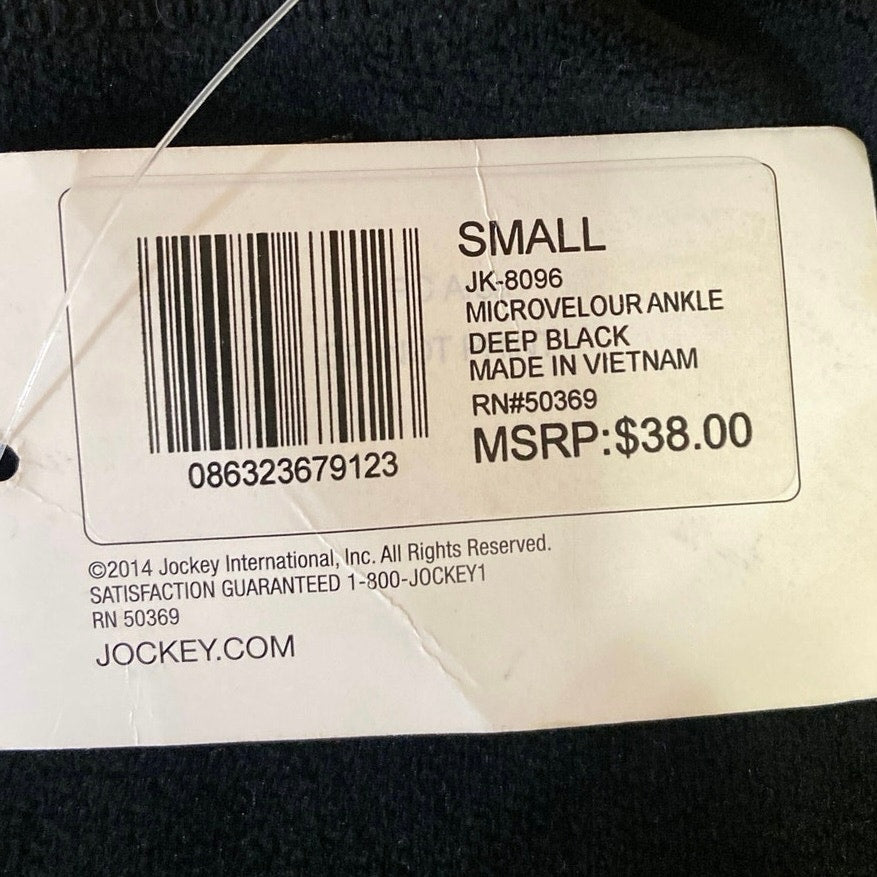 SMALL
JK-8096
MICROVELOUR ANKLE
DEEP BLACK
MADE IN VIETNAM
RN#50369
MSRP:$38.00
086323679123
©2014 Jockey International, Inc. All Rights Reserved.
SATISFACTION GUARANTEED 1-800-JOCKEY1
RN 50369
JOCKEY.COM